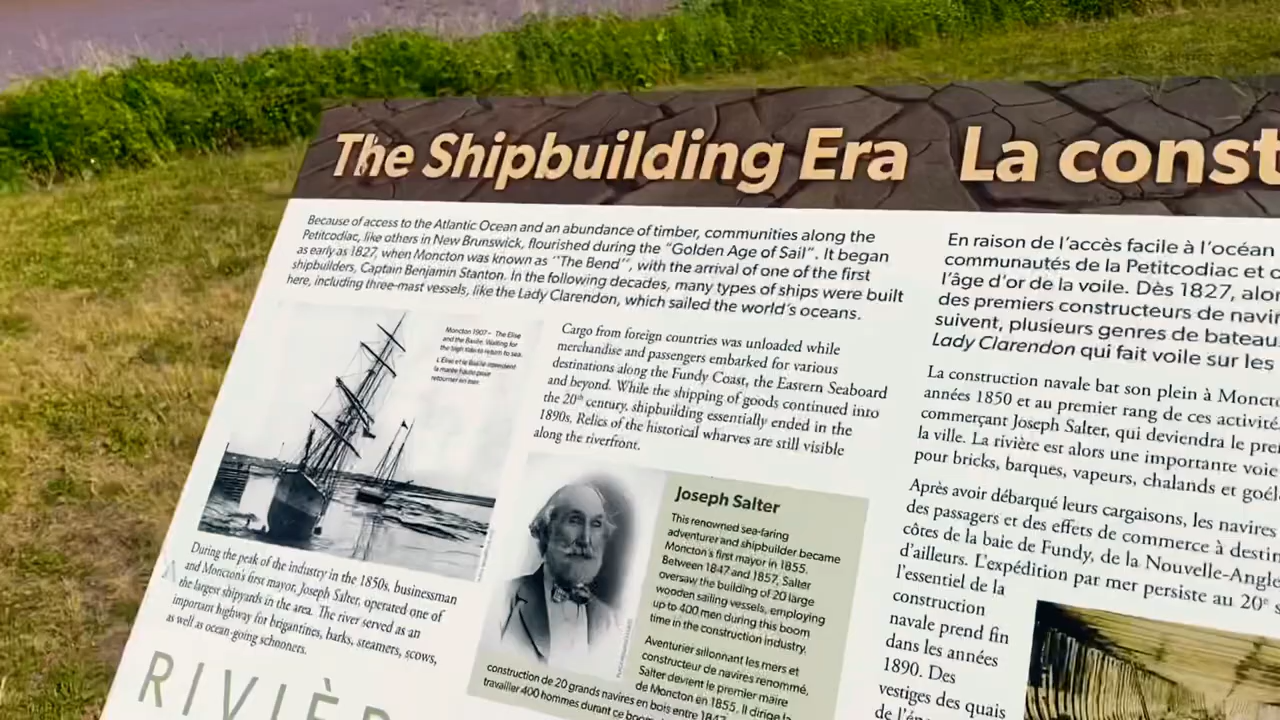 The Shipbuilding Era
Because of access to the Atlantic Ocean and an abundance of timber, communities along the
Petitcodiac, like others in New Brunswick, flourished during the "Golden Age of Sail". It began
as early as 1827, when Moncton was known as ''The Bend'', with the arrival of one of the first
shipbuilders, Captain Benjamin Stanton. In the following decades, many types of ships were built
here, including three-mast vessels, like the Lady Clarendon, which sailed the world's oceans.
Moncton 1907 – The Elise
and the Basile. Waiting for
the high tide to return to sea.
L'Élise et le Basile attendent
la marée haute pour
retourner en mer.
During the peak of the industry in the 1850s, businessman
and Moncton's first mayor, Joseph Salter, operated one of
the largest shipyards in the area. The river served as an
important highway for brigantines, barks, steamers, scows,
as well as ocean-going schooners.
Cargo from foreign countries was unloaded while
merchandise and passengers embarked for various
destinations along the Fundy Coast, the Eastern Seaboard
and beyond. While the shipping of goods continued into
the 20th century, shipbuilding essentially ended in the
1890s. Relics of the historical wharves are still visible
along the riverfront.
Joseph Salter
This renowned sea-faring
adventurer and shipbuilder became
Moncton's first mayor in 1855.
Between 1847 and 1857, Salter
oversaw the building of 20 large
wooden sailing vessels, employing
up to 400 men during this boom
time in the construction industry.
Aventurier sillonnant les mers et
constructeur de navires renommé,
Salter devient le premier maire
de Moncton en 1855. Il dirige la
construction de 20 grands navires en bois entre 1847
travailler 400 hommes durant ce boom
RIVIÈR
La const
En raison de l'accès facile à l'océan
communautés de la Petitcodiac et d
l'âge d'or de la voile. Dès 1827, alor
des premiers constructeurs de navir
suivent, plusieurs genres de bateau
Lady Clarendon qui fait voile sur les
La construction navale bat son plein à Moncto
années 1850 et au premier rang de ces activité
commerçant Joseph Salter, qui deviendra le pre
la ville. La rivière est alors une importante voie
pour bricks, barques, vapeurs, chalands et goél
Après avoir débarqué leurs cargaisons, les navires
des passagers et des effets de commerce à destin
côtes de la baie de Fundy, de la Nouvelle-Angle
d'ailleurs. L'expédition par mer persiste au 20e
l'essentiel de la
construction
navale prend fin
dans les années
1890. Des
vestiges des quais
de l'ép